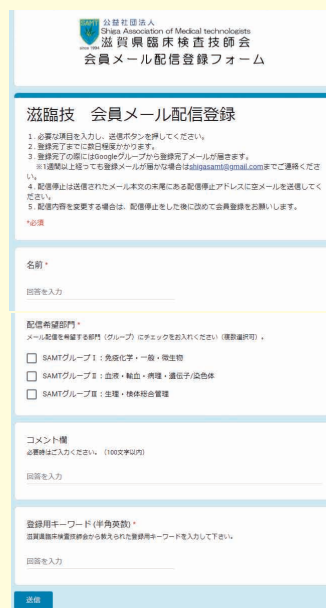 SAMT
公益社団法人
Shiga Association of Medical technologists
since 1951
滋賀県臨床検査技師会
会員メール配信登録フォーム
滋臨技 会員メール配信登録
1．必要な項目を入力し、送信ボタンを押してください。
2．登録完了までに数日程度かかります。
3．登録完了の際にはGoogleグループから登録完了メールが届きます。
※1週間以上経っても登録メールが届かな場合はshigasamt@gmail.comまでご連絡くださ
い。
4．配信停止は送信されたメール本文の末尾にある配信停止アドレスに空メールを送信してく
ださい。
5．配信内容を変更する場合は、配信停止をした後に改めて会員登録をお願いします。
*必須
名前 *
回答を入力
配信希望部門 *
メール配信を希望する部門（グループ）にチェックをお入れください（複数選択可）。
SAMTグループⅠ：免疫化学・一般・微生物
SAMTグループⅡ：血液・輸血・病理・遺伝子/染色体
SAMTグループⅢ：生理・検体総合管理
コメント欄
必要時はご入力ください。（100文字以内）
回答を入力
登録用キーワード(半角英数) *
滋賀県臨床検査技師会から教えられた登録用キーワードを入力して下さい。
回答を入力
送信